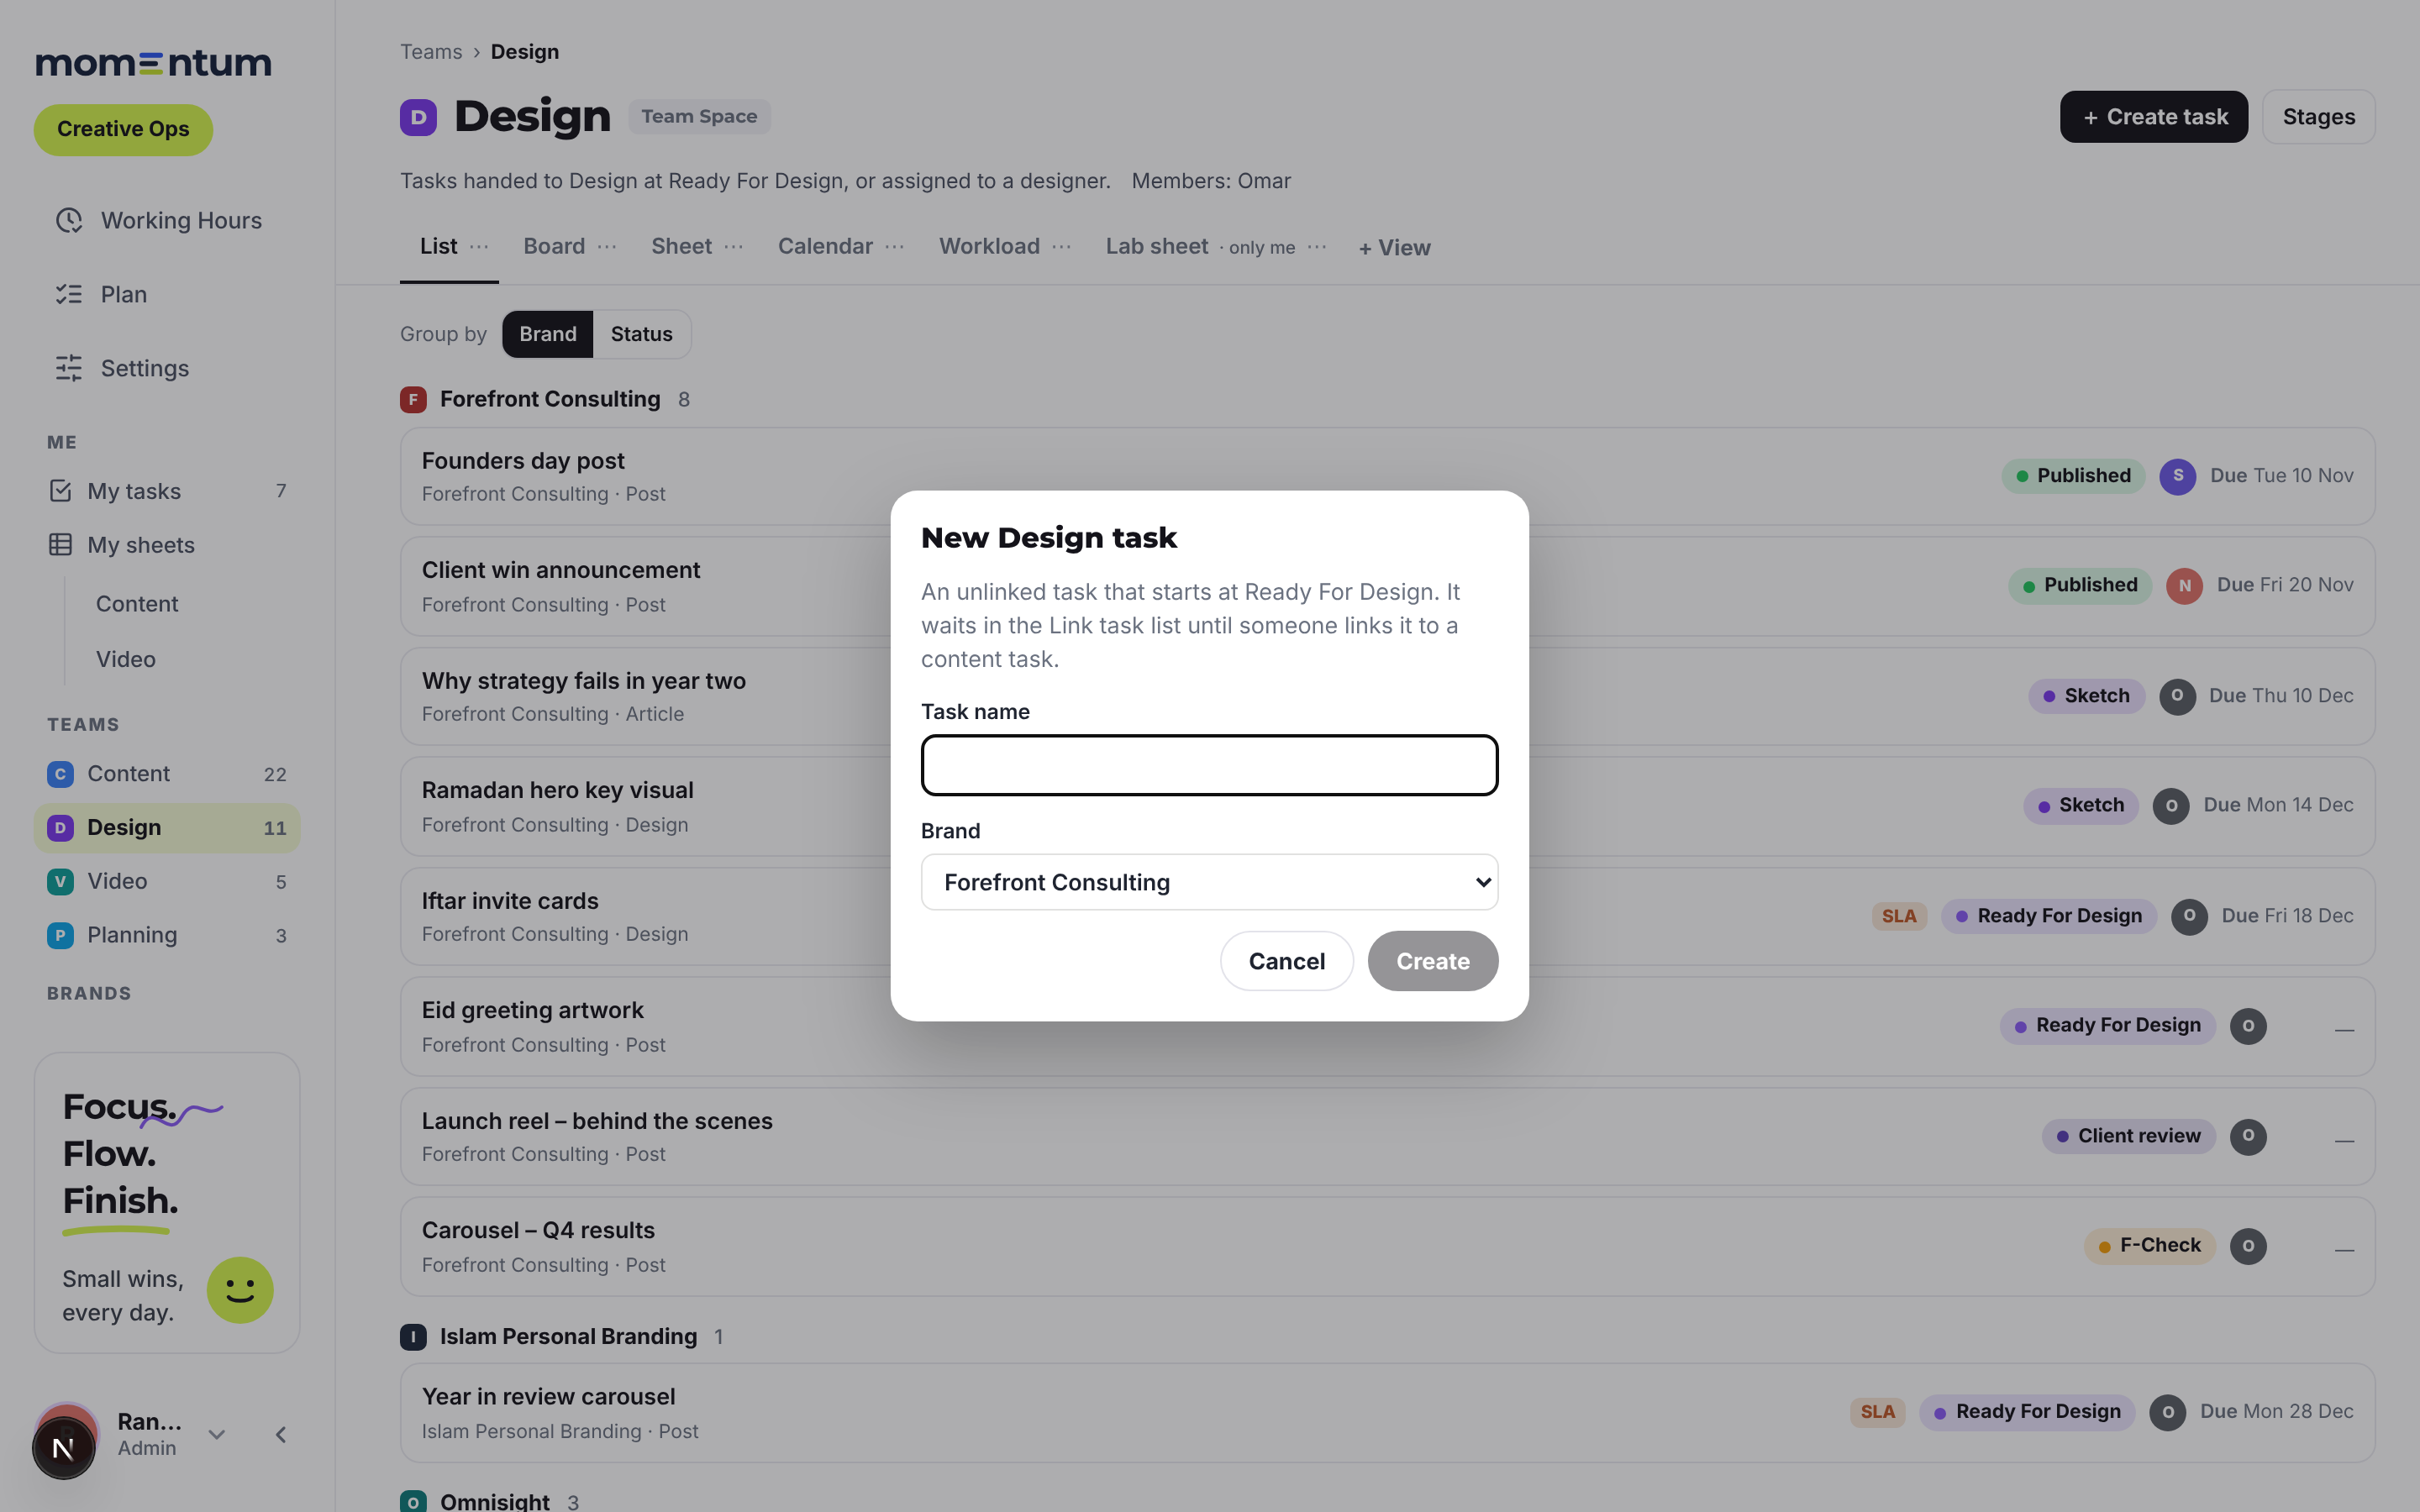 momentum
Creative Ops
Working Hours
Plan
Settings
ME
My tasks 7
My sheets
Content
Video
TEAMS
C Content 22
D Design 11
V Video 5
P Planning 3
BRANDS
Focus.
Flow.
Finish.
Small wins,
every day.
N
Ran...
Admin
Teams › Design
D Design Team Space
+ Create task
Stages
Tasks handed to Design at Ready For Design, or assigned to a designer. Members: Omar
List ··· Board ··· Sheet ··· Calendar ··· Workload ··· Lab sheet · only me ··· + View
Group by Brand Status
F Forefront Consulting 8
Founders day post
Forefront Consulting · Post
Published S Due Tue 10 Nov
Client win announcement
Forefront Consulting · Post
Published N Due Fri 20 Nov
Why strategy fails in year two
Forefront Consulting · Article
Sketch O Due Thu 10 Dec
Ramadan hero key visual
Forefront Consulting · Design
Sketch O Due Mon 14 Dec
Iftar invite cards
Forefront Consulting · Design
SLA Ready For Design O Due Fri 18 Dec
Eid greeting artwork
Forefront Consulting · Post
Ready For Design O —
Launch reel – behind the scenes
Forefront Consulting · Post
Client review O —
Carousel – Q4 results
Forefront Consulting · Post
F-Check O —
I Islam Personal Branding 1
Year in review carousel
Islam Personal Branding · Post
SLA Ready For Design O Due Mon 28 Dec
O Omnisight 3
New Design task
An unlinked task that starts at Ready For Design. It
waits in the Link task list until someone links it to a
content task.
Task name
Brand
Forefront Consulting
Cancel
Create